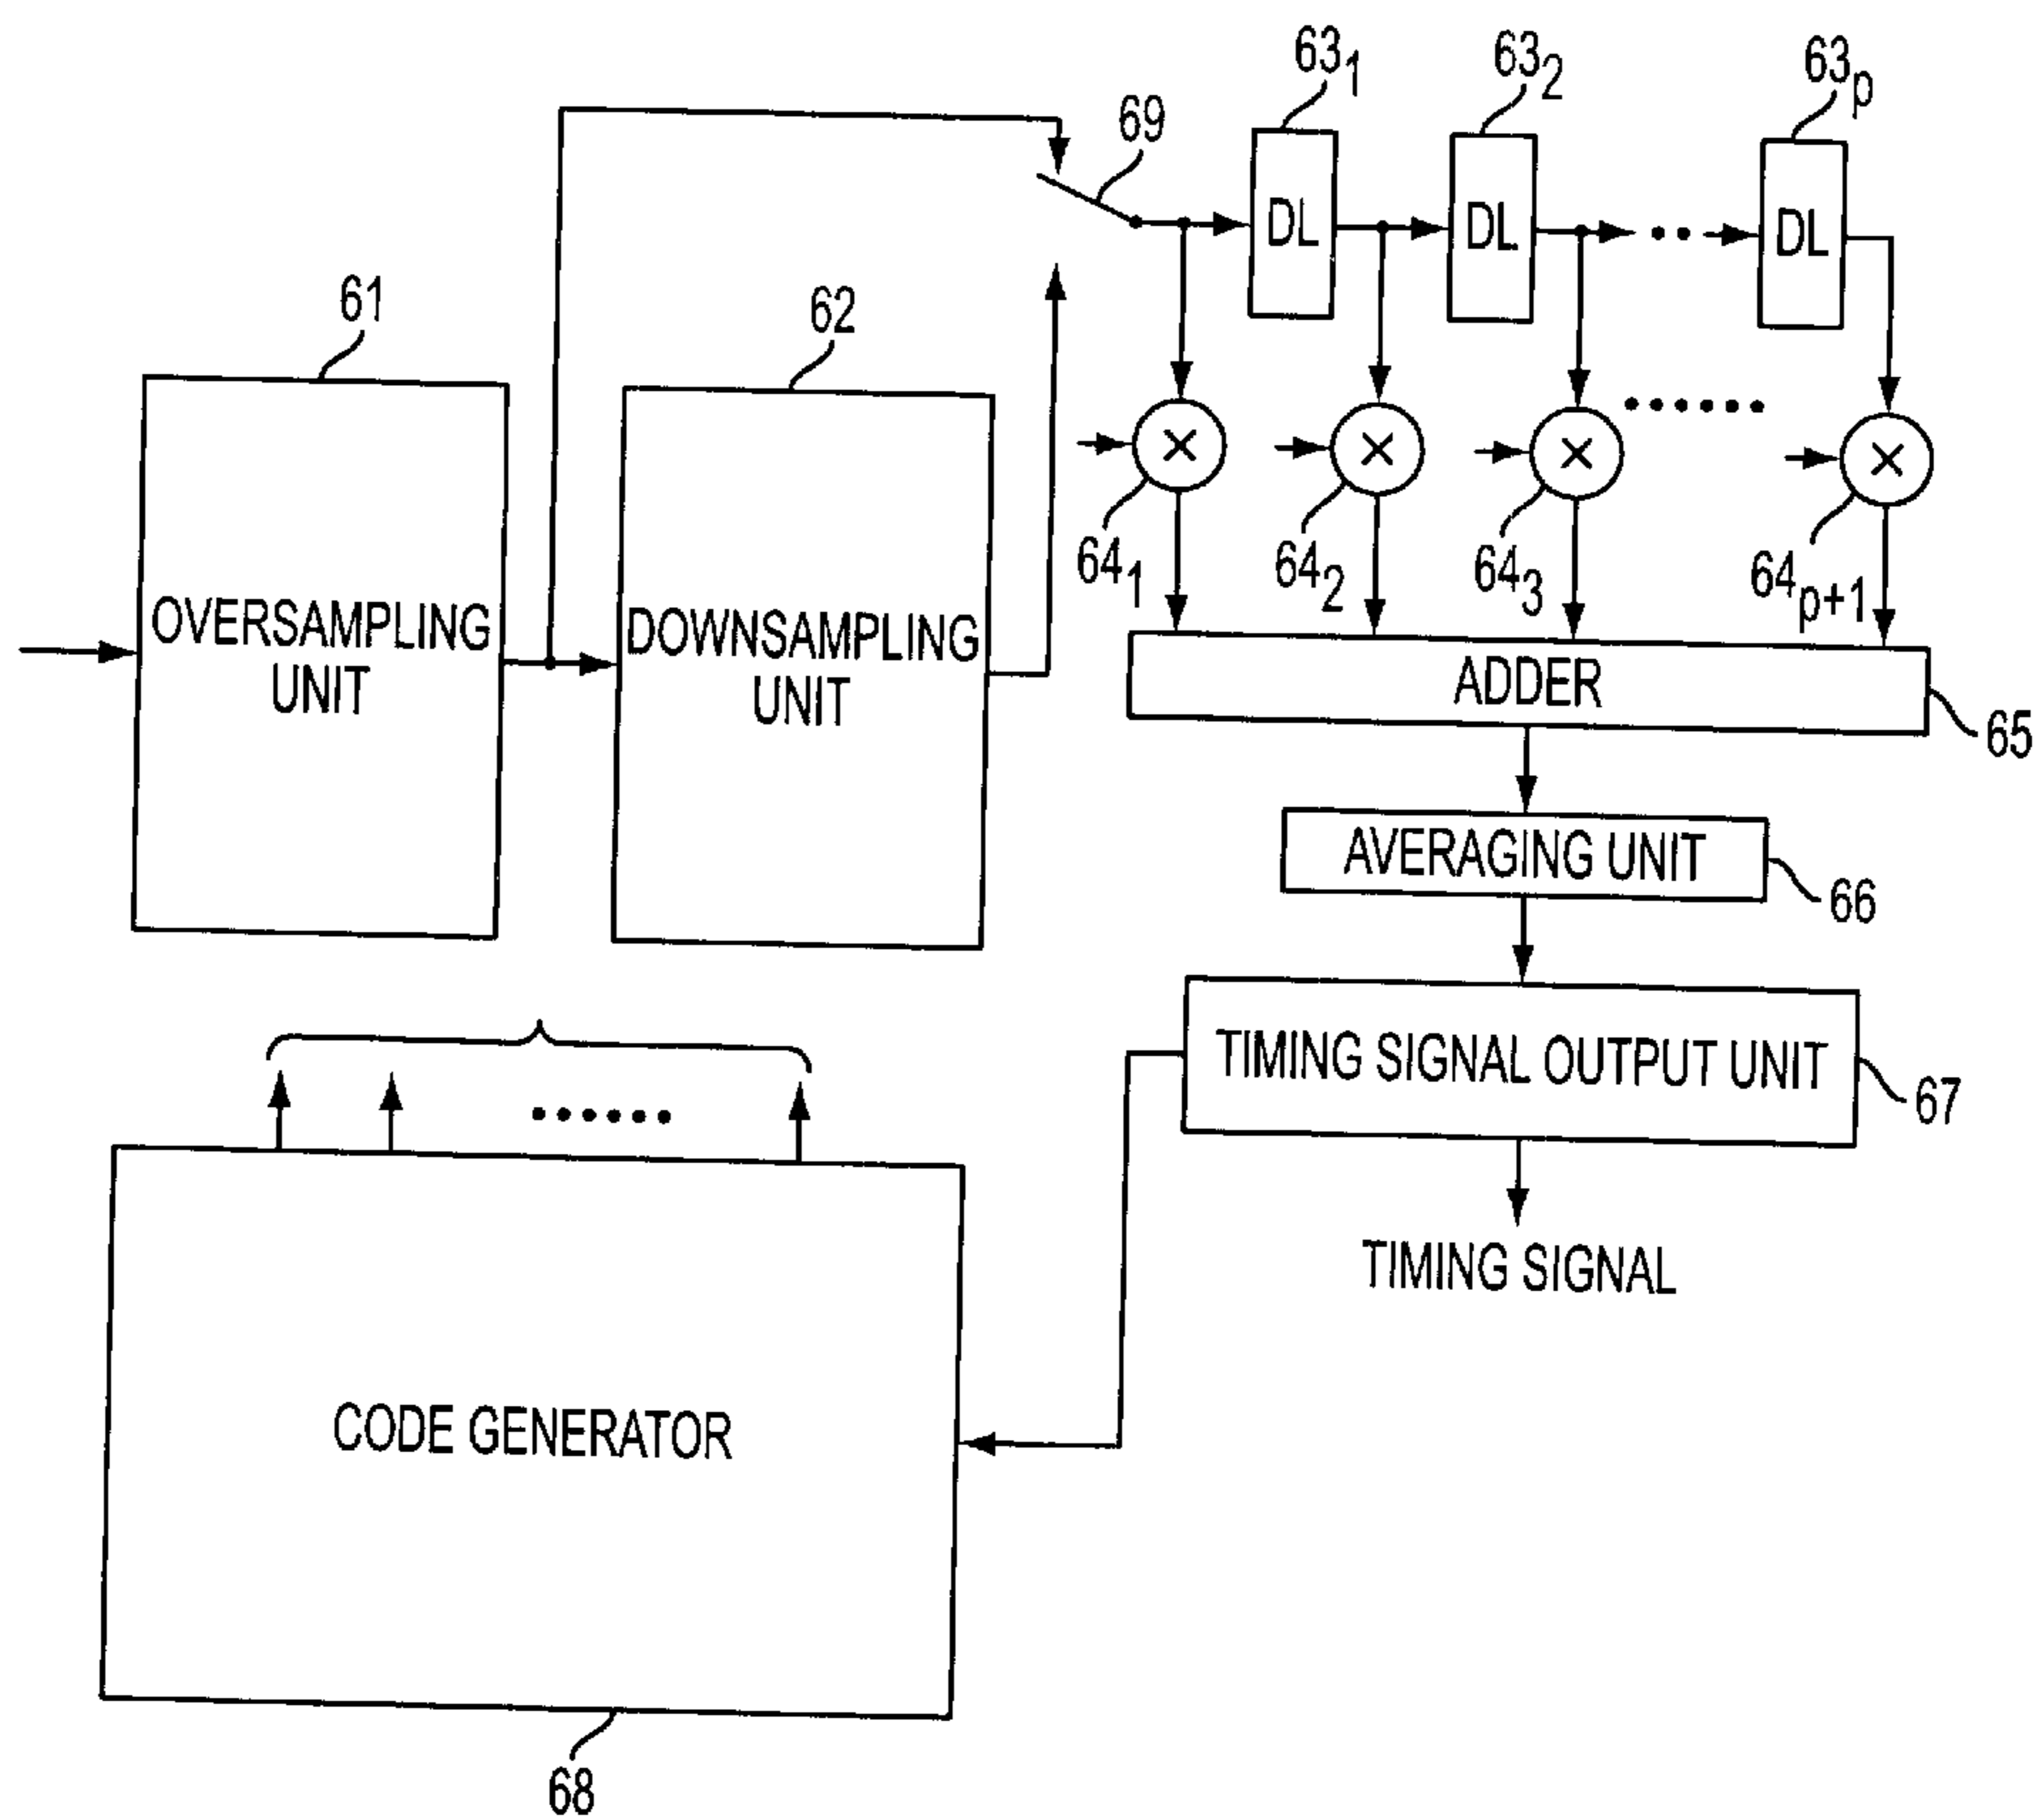 63₁
63₂
63ₚ
69
DL
DL
DL
61
62
64₁
64₂
64₃
64ₚ₊₁
OVERSAMPLING
UNIT
DOWNSAMPLING
UNIT
ADDER
65
AVERAGING UNIT
66
TIMING SIGNAL OUTPUT UNIT
67
TIMING SIGNAL
CODE GENERATOR
68